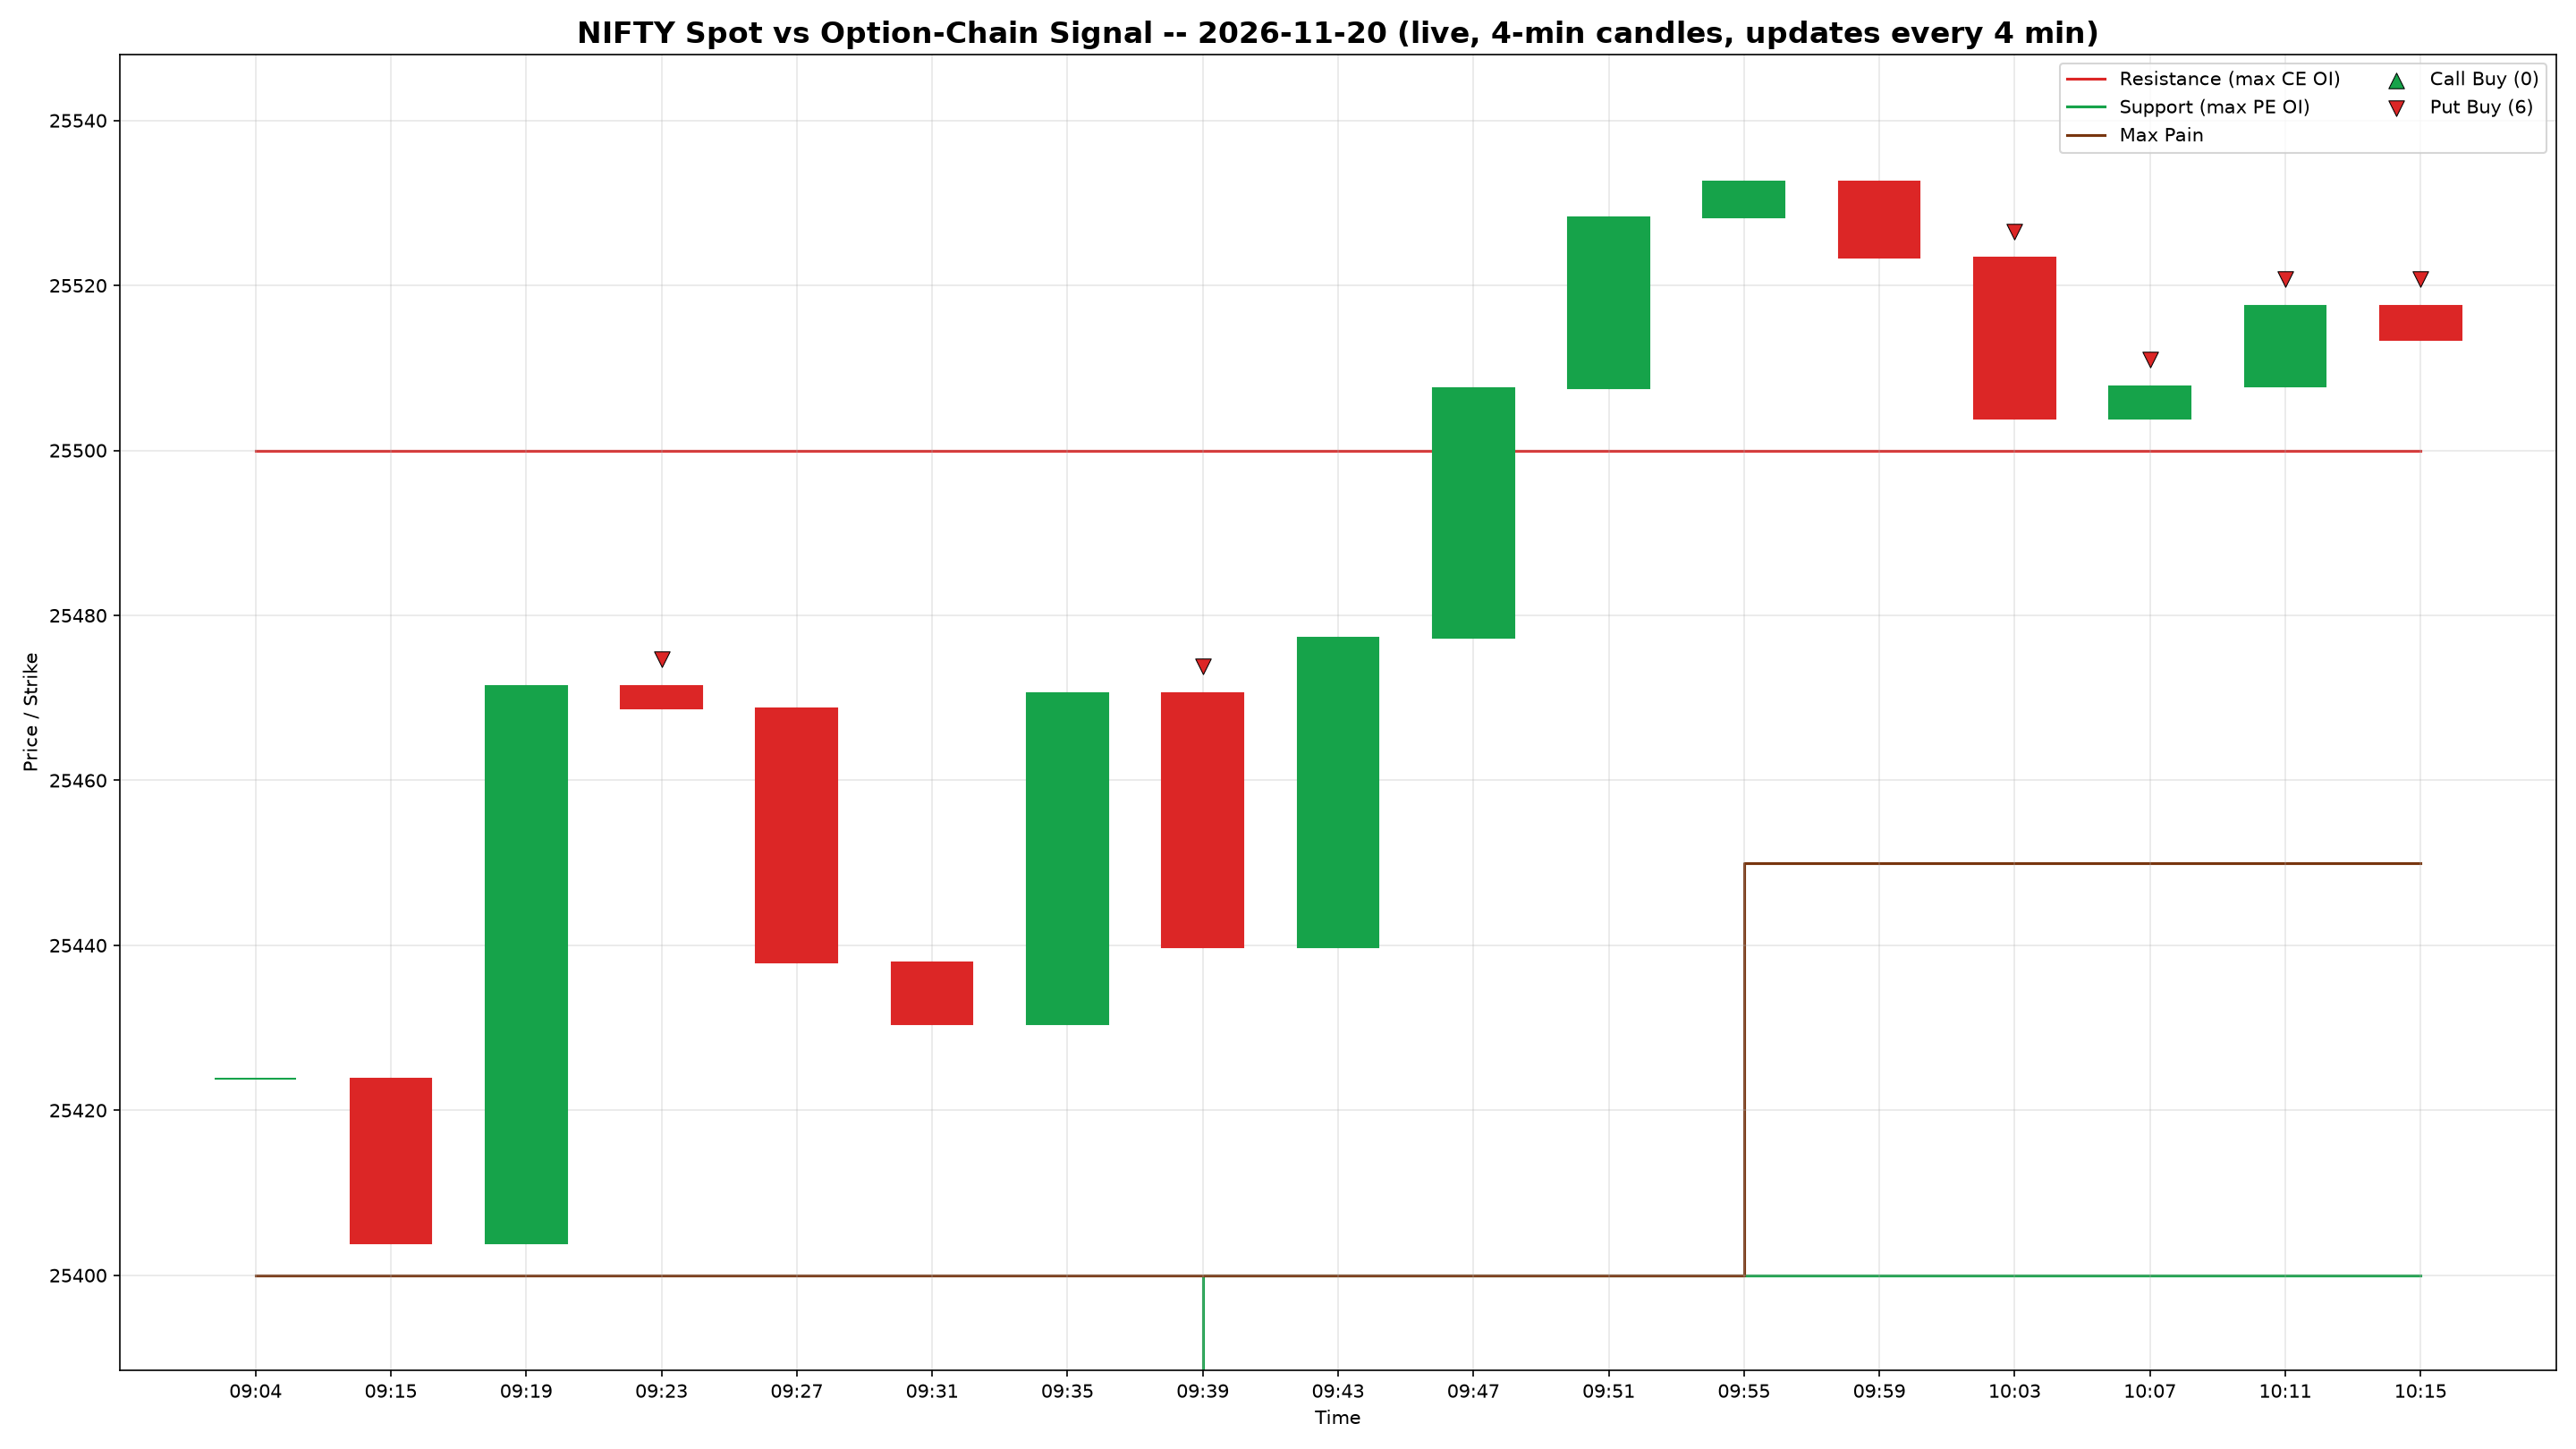 NIFTY Spot vs Option-Chain Signal -- 2026-11-20 (live, 4-min candles, updates every 4 min)
Resistance (max CE OI)
Support (max PE OI)
Max Pain
Call Buy (0)
Put Buy (6)
Price / Strike
25540
25520
25500
25480
25460
25440
25420
25400
09:04 09:15 09:19 09:23 09:27 09:31 09:35 09:39 09:43 09:47 09:51 09:55 09:59 10:03 10:07 10:11 10:15
Time